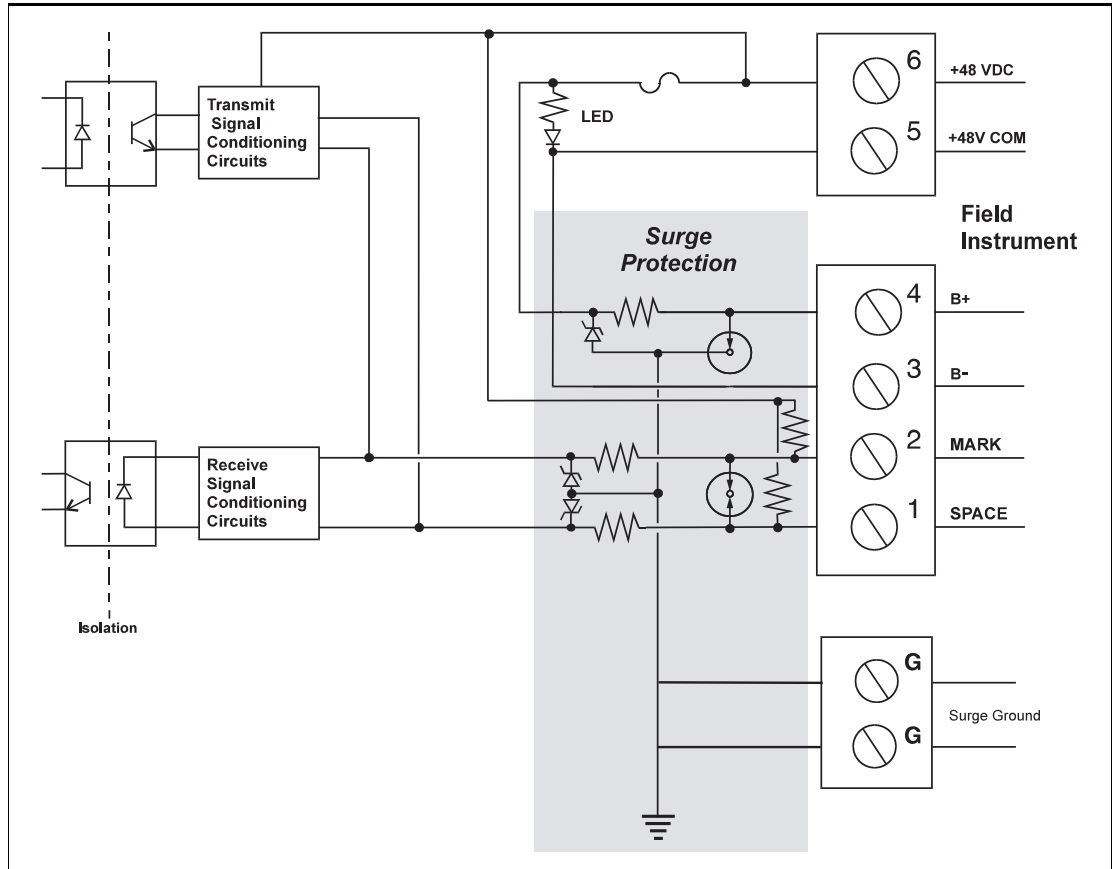 Transmit
Signal
Conditioning
Circuits
LED
6
+48 VDC
5
+48V COM
Field
Instrument
Surge
Protection
4
B+
3
B-
2
MARK
1
SPACE
Receive
Signal
Conditioning
Circuits
Isolation
G
Surge Ground
G